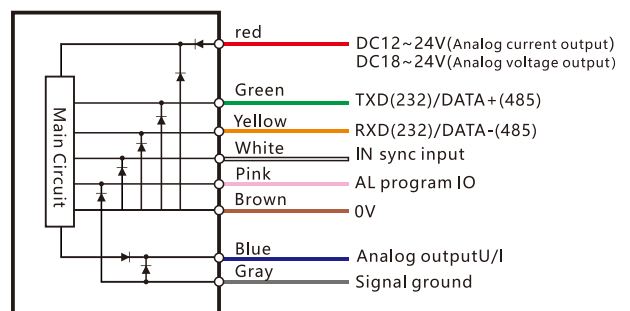 red
DC12~24V(Analog current output)
DC18~24V(Analog voltage output)
Green
TXD(232)/DATA+(485)
Yellow
RXD(232)/DATA-(485)
White
IN sync input
Pink
AL program IO
Brown
0V
Blue
Analog outputU/I
Gray
Signal ground
Main Circuit